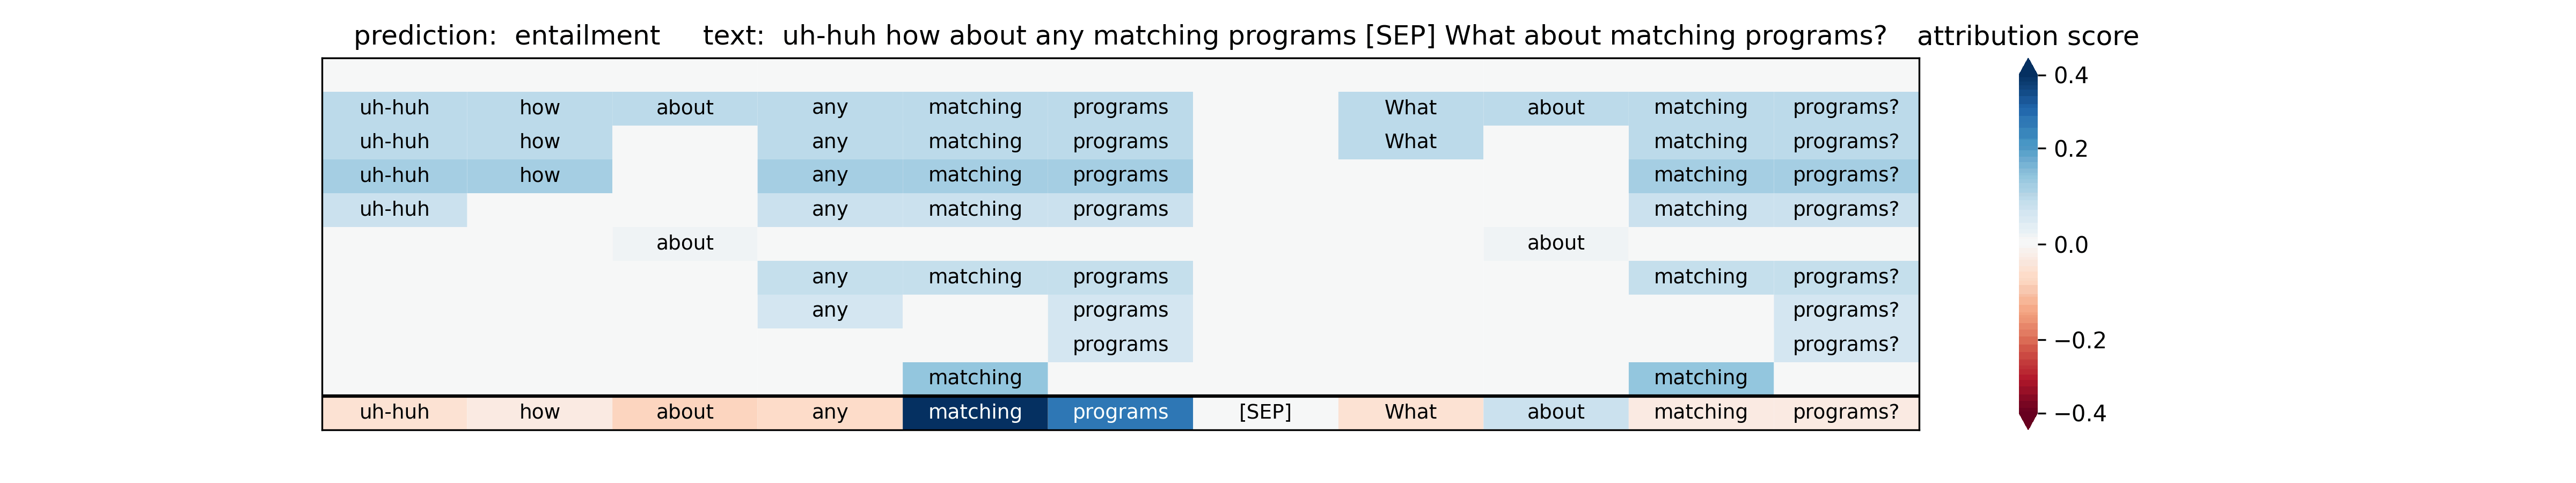 prediction: entailment text: uh-huh how about any matching programs [SEP] What about matching programs? attribution score
uh-huh how about any matching programs What about matching programs?
uh-huh how any matching programs What matching programs?
uh-huh how any matching programs matching programs?
uh-huh any matching programs matching programs?
about about
any matching programs matching programs?
any programs programs?
programs programs?
matching matching
uh-huh how about any matching programs [SEP] What about matching programs?
0.4
0.2
0.0
−0.2
−0.4